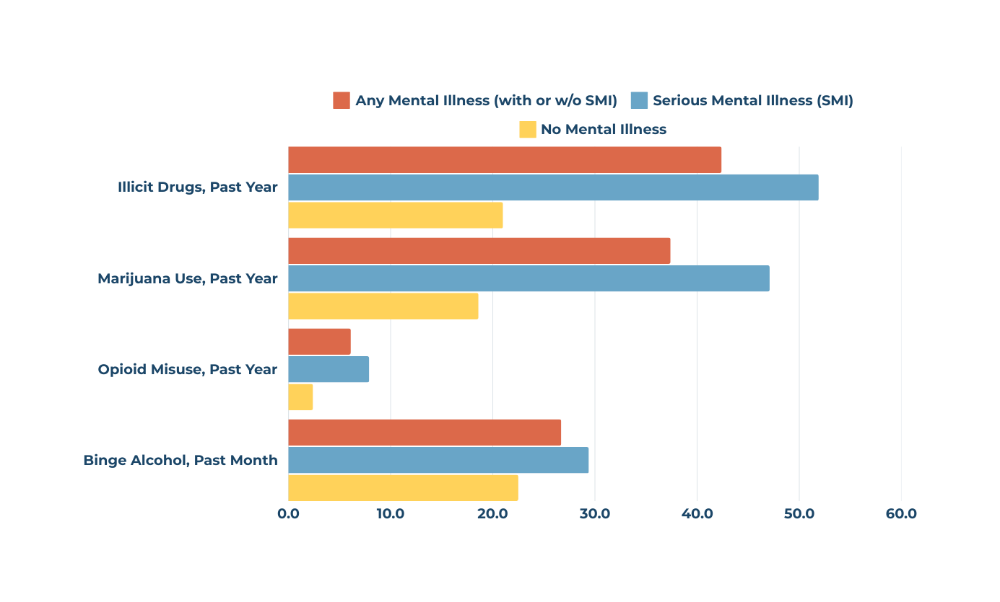 Any Mental Illness (with or w/o SMI) Serious Mental Illness (SMI)
No Mental Illness
Illicit Drugs, Past Year
Marijuana Use, Past Year
Opioid Misuse, Past Year
Binge Alcohol, Past Month
0.0 10.0 20.0 30.0 40.0 50.0 60.0